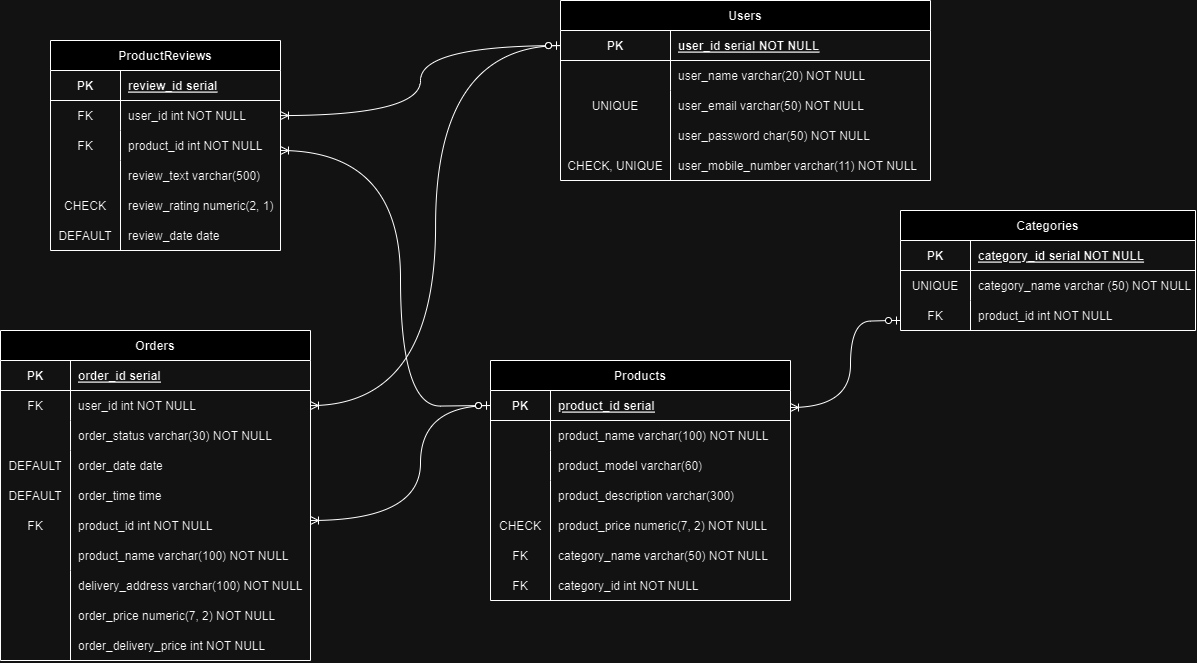 Users
PK user_id serial NOT NULL
user_name varchar(20) NOT NULL
UNIQUE user_email varchar(50) NOT NULL
user_password char(50) NOT NULL
CHECK, UNIQUE user_mobile_number varchar(11) NOT NULL
ProductReviews
PK review_id serial
FK user_id int NOT NULL
FK product_id int NOT NULL
review_text varchar(500)
CHECK review_rating numeric(2, 1)
DEFAULT review_date date
Categories
PK category_id serial NOT NULL
UNIQUE category_name varchar (50) NOT NULL
FK product_id int NOT NULL
Orders
PK order_id serial
FK user_id int NOT NULL
order_status varchar(30) NOT NULL
DEFAULT order_date date
DEFAULT order_time time
FK product_id int NOT NULL
product_name varchar(100) NOT NULL
delivery_address varchar(100) NOT NULL
order_price numeric(7, 2) NOT NULL
order_delivery_price int NOT NULL
Products
PK product_id serial
product_name varchar(100) NOT NULL
product_model varchar(60)
product_description varchar(300)
CHECK product_price numeric(7, 2) NOT NULL
FK category_name varchar(50) NOT NULL
FK category_id int NOT NULL